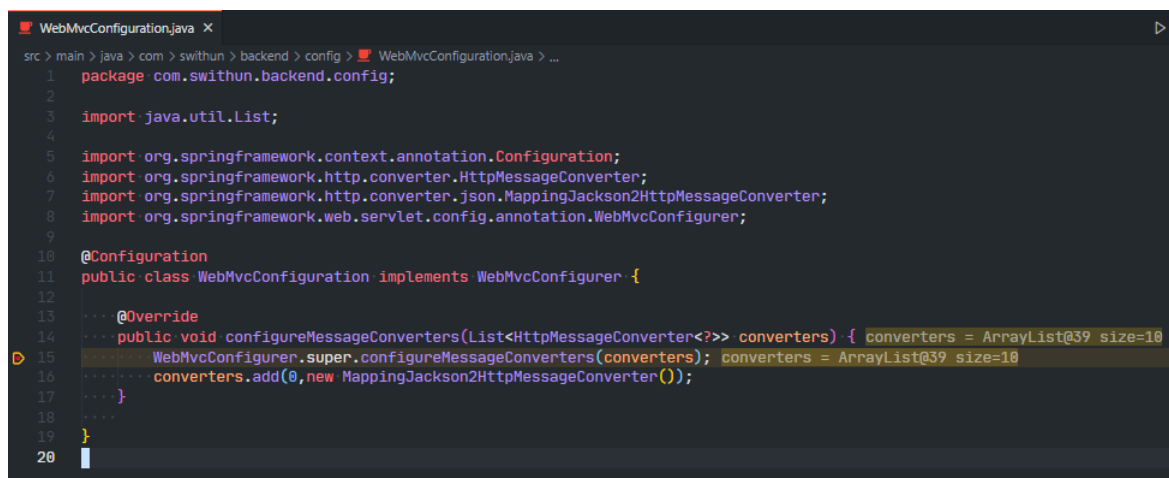 WebMvcConfiguration.java ×
src > main > java > com > swithun > backend > config > WebMvcConfiguration.java > ...
1 package com.swithun.backend.config;
2
3 import java.util.List;
4
5 import org.springframework.context.annotation.Configuration;
6 import org.springframework.http.converter.HttpMessageConverter;
7 import org.springframework.http.converter.json.MappingJackson2HttpMessageConverter;
8 import org.springframework.web.servlet.config.annotation.WebMvcConfigurer;
9
10 @Configuration
11 public class WebMvcConfiguration implements WebMvcConfigurer {
12
13 ····@Override
14 ····public void configureMessageConverters(List<HttpMessageConverter<?>> converters) { converters = ArrayList@39 size=10
15 ········WebMvcConfigurer.super.configureMessageConverters(converters); converters = ArrayList@39 size=10
16 ········converters.add(0,new MappingJackson2HttpMessageConverter());
17 ····}
18 ····
19 }
20